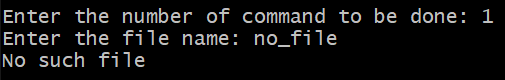 Enter the number of command to be done: 1
Enter the file name: no_file
No such file